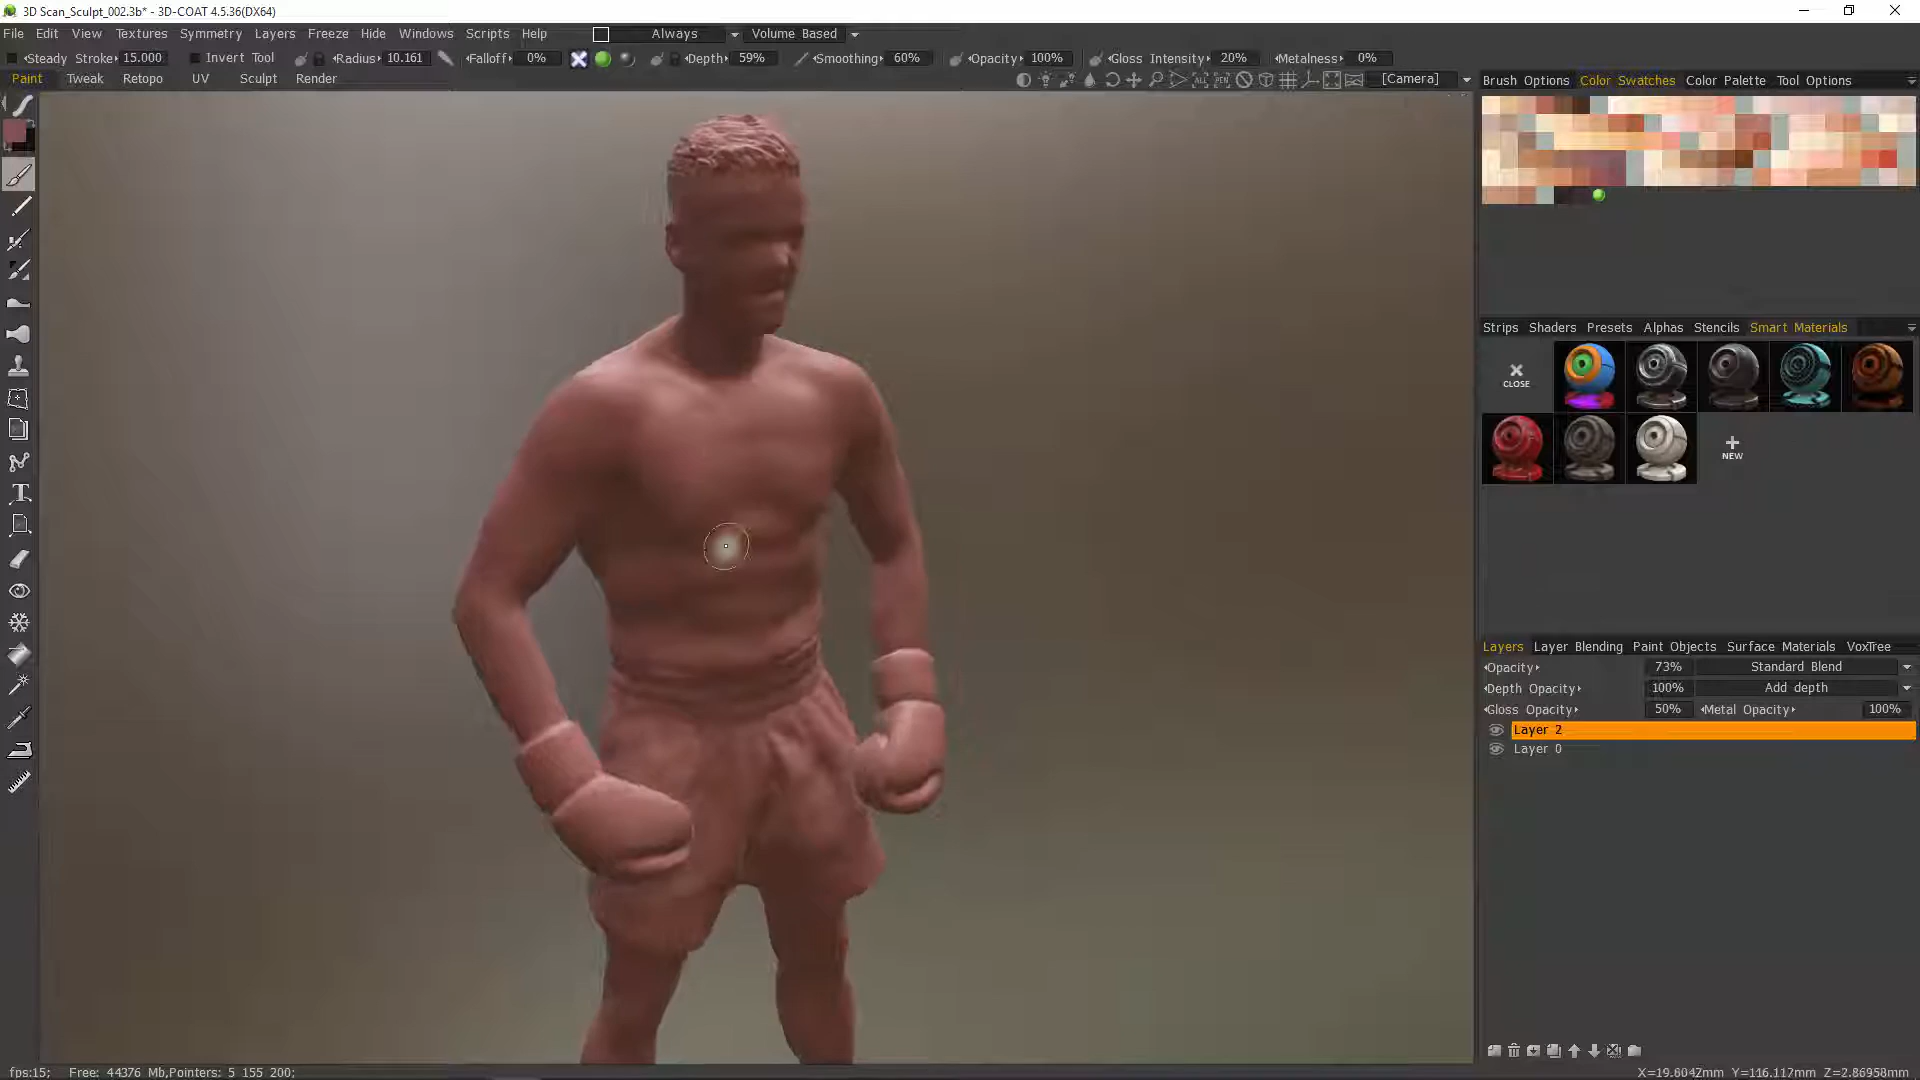 3D Scan_Sculpt_002.3b* - 3D-COAT 4.5.36(DX64)
File Edit View Textures Symmetry Layers Freeze Hide Windows Scripts Help Always Volume Based
Steady Stroke 15.000 Invert Tool Radius 10.161 Falloff 0% Depth 59% Smoothing 60% Opacity 100% Gloss Intensity 20% Metalness 0%
Paint Tweak Retopo UV Sculpt Render ALL PEN [Camera]
Brush Options Color Swatches Color Palette Tool Options
Strips Shaders Presets Alphas Stencils Smart Materials
CLOSE
NEW
Layers Layer Blending Paint Objects Surface Materials VoxTree
Opacity 73% Standard Blend
Depth Opacity 100% Add depth
Gloss Opacity 50% Metal Opacity 100%
Layer 2
Layer 0
fps:15; Free: 44376 Mb,Pointers: 5 155 200; X=19.8042mm Y=116.117mm Z=2.86958mm